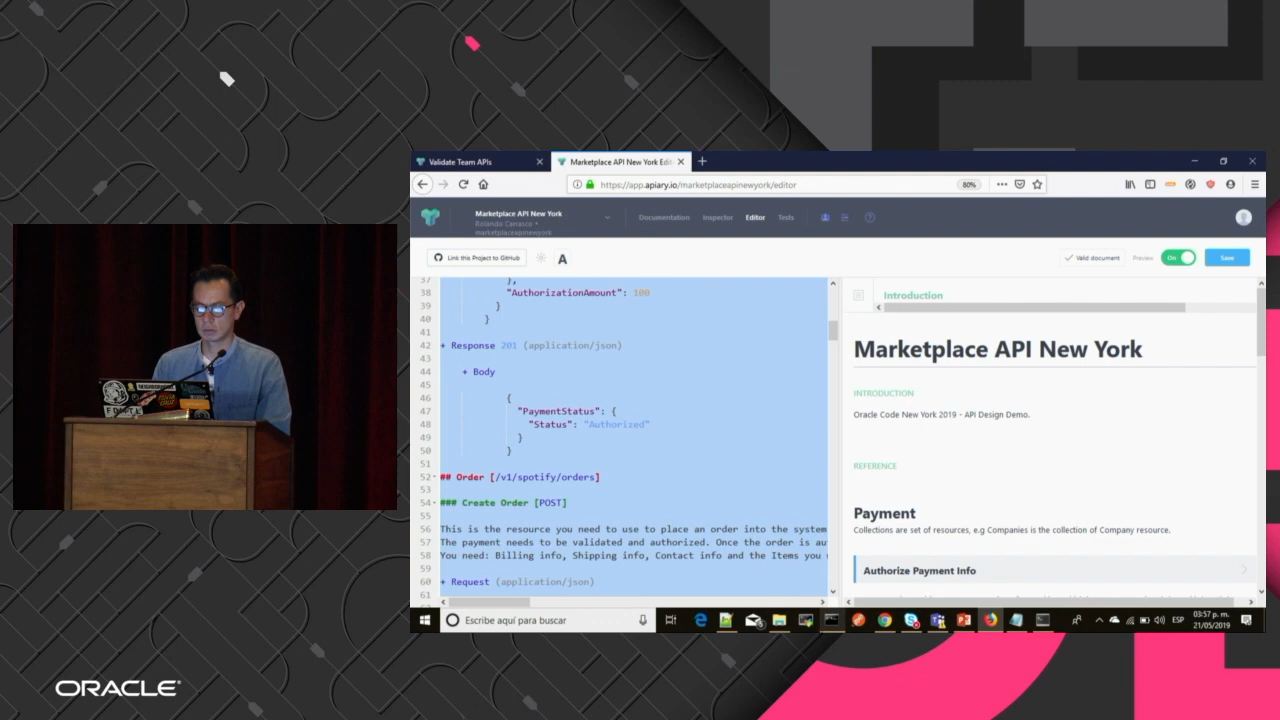 Validate Team APIs
Marketplace API New York Edit
https://app.apiary.io/marketplaceapinewyork/editor
80%
Marketplace API New York
Rolando Carrasco •
marketplaceapinewyork
Documentation
Inspector
Editor
Tests
Link this Project to GitHub
A
Valid document
Preview
On
Save
37 },
38 "AuthorizationAmount": 100
39 }
40 }
41
42 + Response 201 (application/json)
43
44 + Body
45
46 {
47 "PaymentStatus": {
48 "Status": "Authorized"
49 }
50 }
51
52 ## Order [/v1/spotify/orders]
53
54 ### Create Order [POST]
55
56 This is the resource you need to use to place an order into the system
57 The payment needs to be validated and authorized. Once the order is au
58 You need: Billing info, Shipping info, Contact info and the Items you
59
60 + Request (application/json)
61
Introduction
Marketplace API New York
INTRODUCTION
Oracle Code New York 2019 - API Design Demo.
REFERENCE
Payment
Collections are set of resources, e.g Companies is the collection of Company resource.
Authorize Payment Info
Escribe aquí para buscar
ESP
03:57 p. m.
21/05/2019
ORACLE®